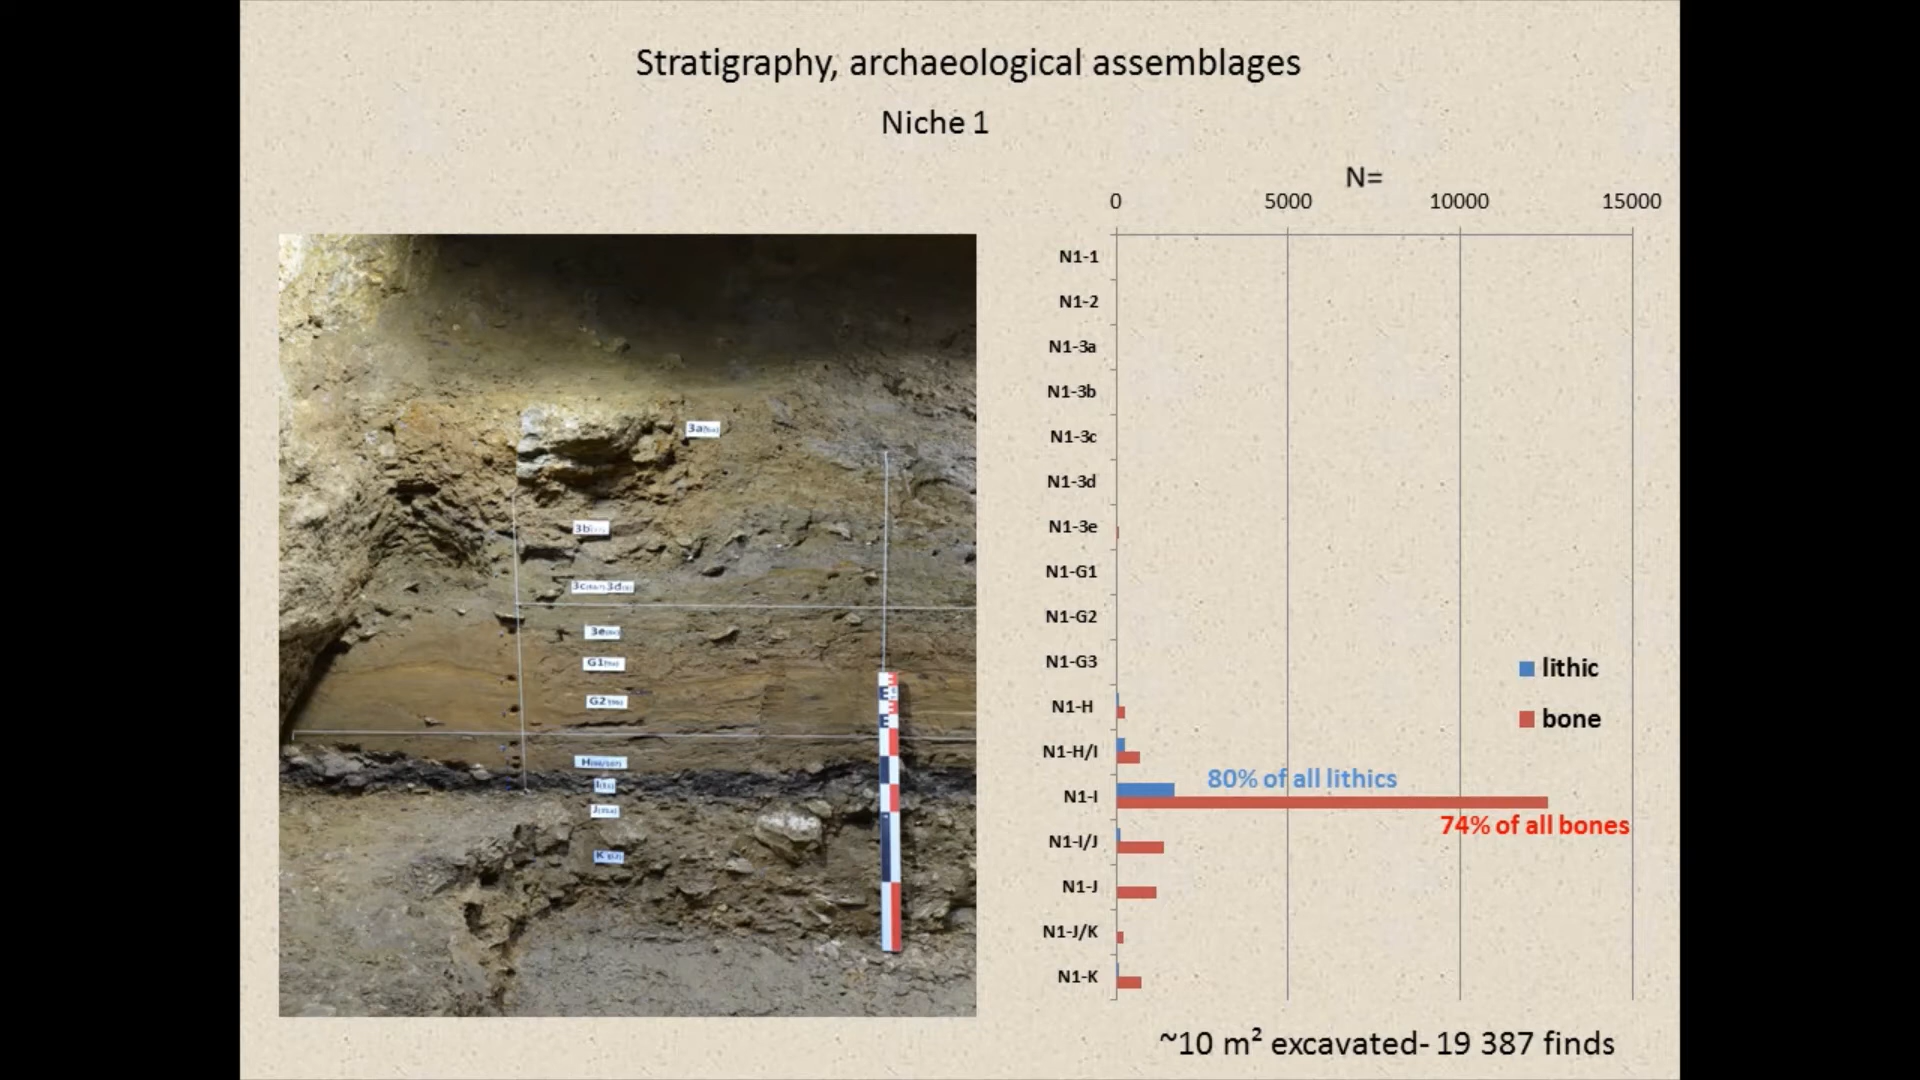 Stratigraphy, archaeological assemblages
Niche 1
N=
0 5000 10000 15000
N1-1
N1-2
N1-3a
N1-3b
N1-3c
N1-3d
N1-3e
N1-G1
N1-G2
N1-G3
N1-H
N1-H/I
N1-I
N1-I/J
N1-J
N1-J/K
N1-K
lithic
bone
80% of all lithics
74% of all bones
3a
3b
3c 3d
3e
G1
G2
H
I
J
K
~10 m² excavated- 19 387 finds